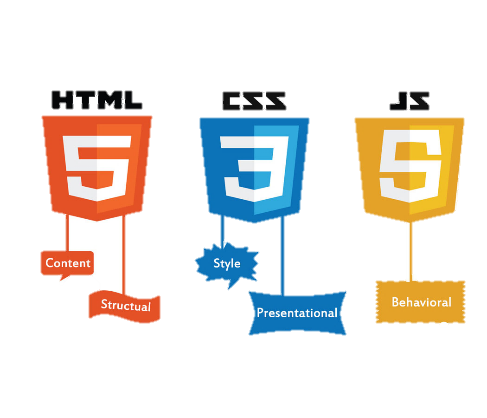 HTML
CSS
JS
5
3
5
Content
Structual
Style
Presentational
Behavioral